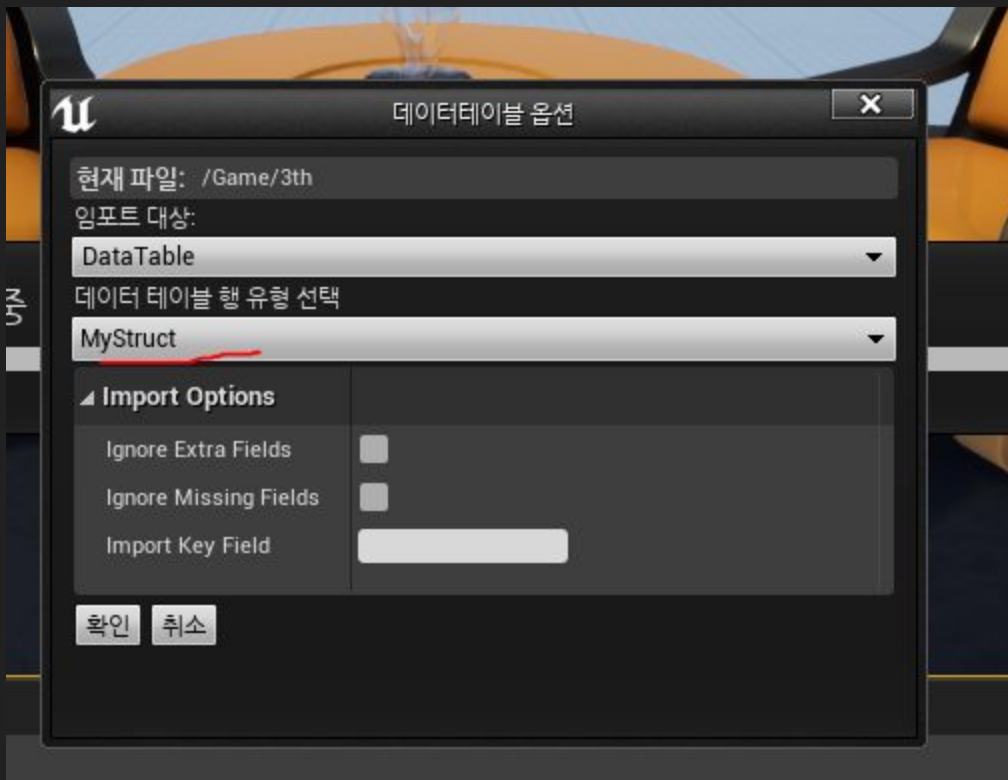 데이터테이블 옵션
현재 파일: /Game/3th
임포트 대상:
DataTable
중
데이터 테이블 행 유형 선택
MyStruct
Import Options
Ignore Extra Fields
Ignore Missing Fields
Import Key Field
확인 취소